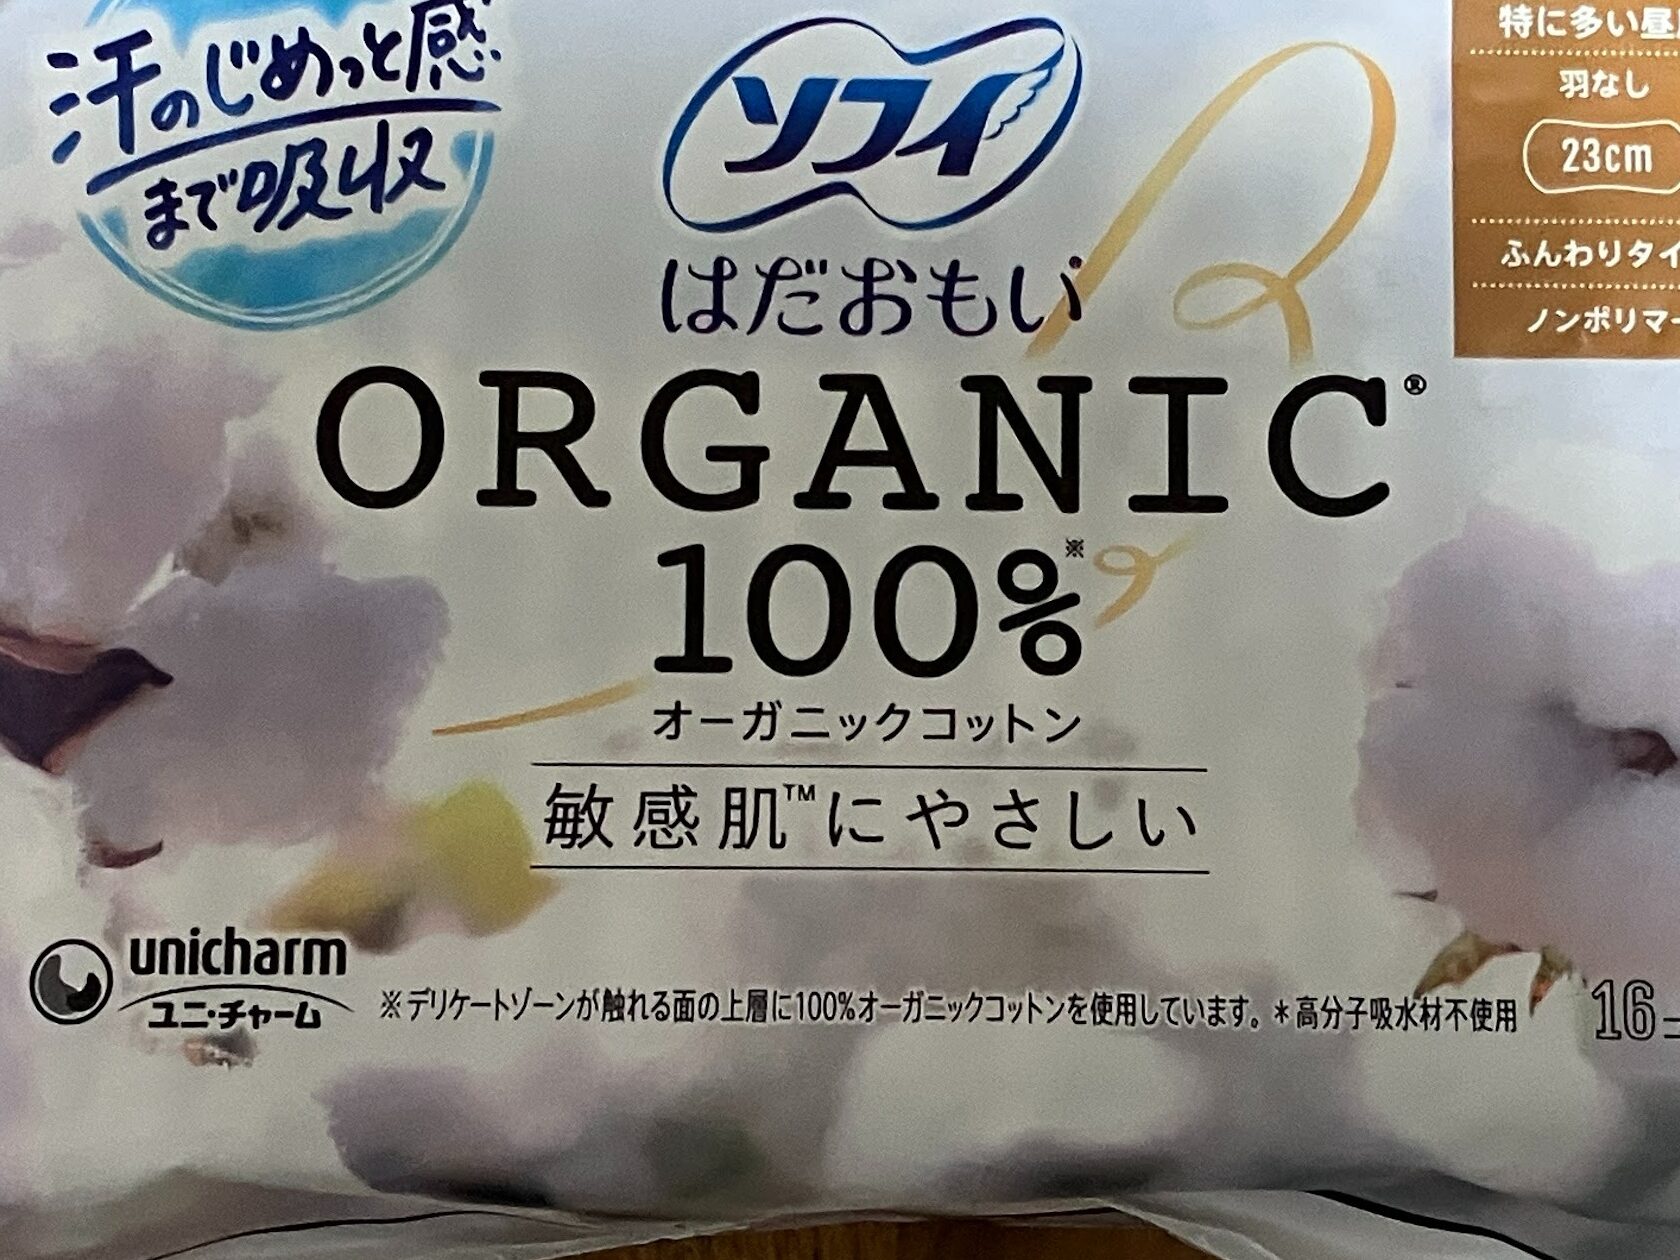 汗のじめっと感
まで吸収
ソフィ
はだおもい
ORGANIC®
100%※
オーガニックコットン
敏感肌™にやさしい
特に多い昼
羽なし
23cm
ふんわりタイ
ノンポリマー
unicharm
ユニ・チャーム
※デリケートゾーンが触れる面の上層に100%オーガニックコットンを使用しています。＊高分子吸水材不使用
16